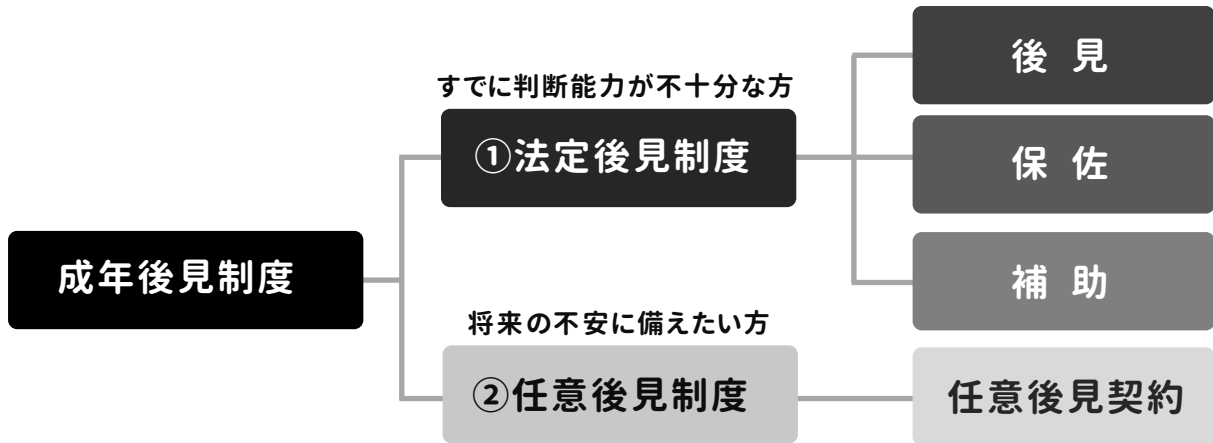 成年後見制度
すでに判断能力が不十分な方
①法定後見制度
後見
保佐
補助
将来の不安に備えたい方
②任意後見制度
任意後見契約